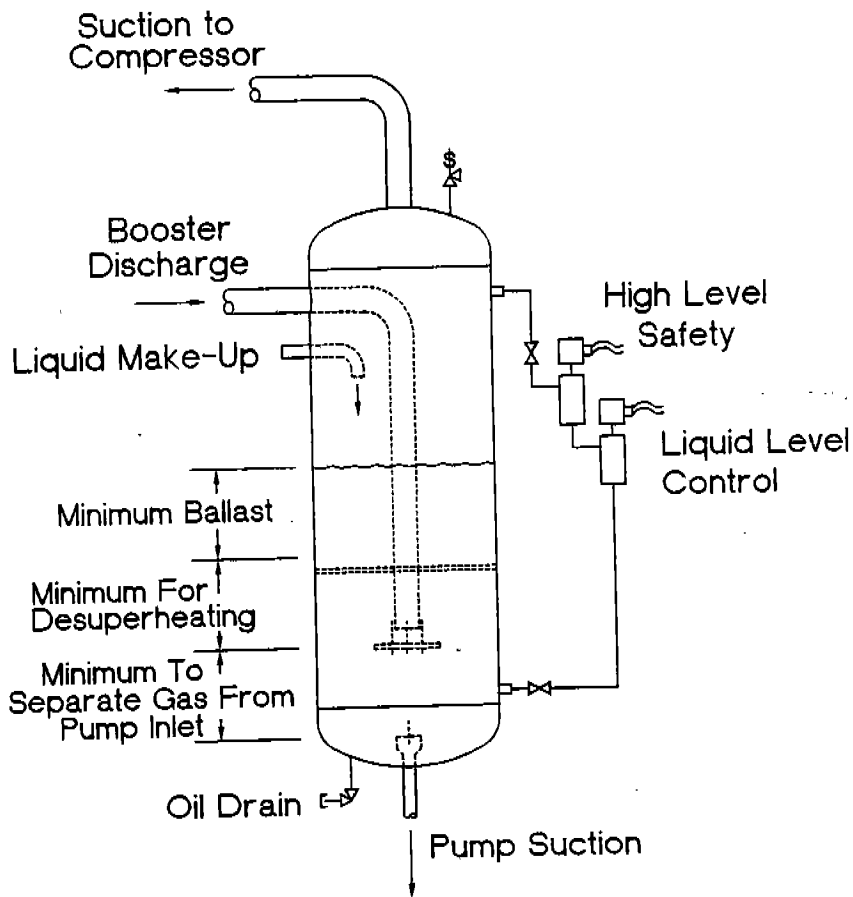 Suction to
Compressor
S
Booster
Discharge
High Level
Safety
Liquid Make-Up
Liquid Level
Control
Minimum Ballast
Minimum For
Desuperheating
Minimum To
Separate Gas From
Pump Inlet
Oil Drain
Pump Suction